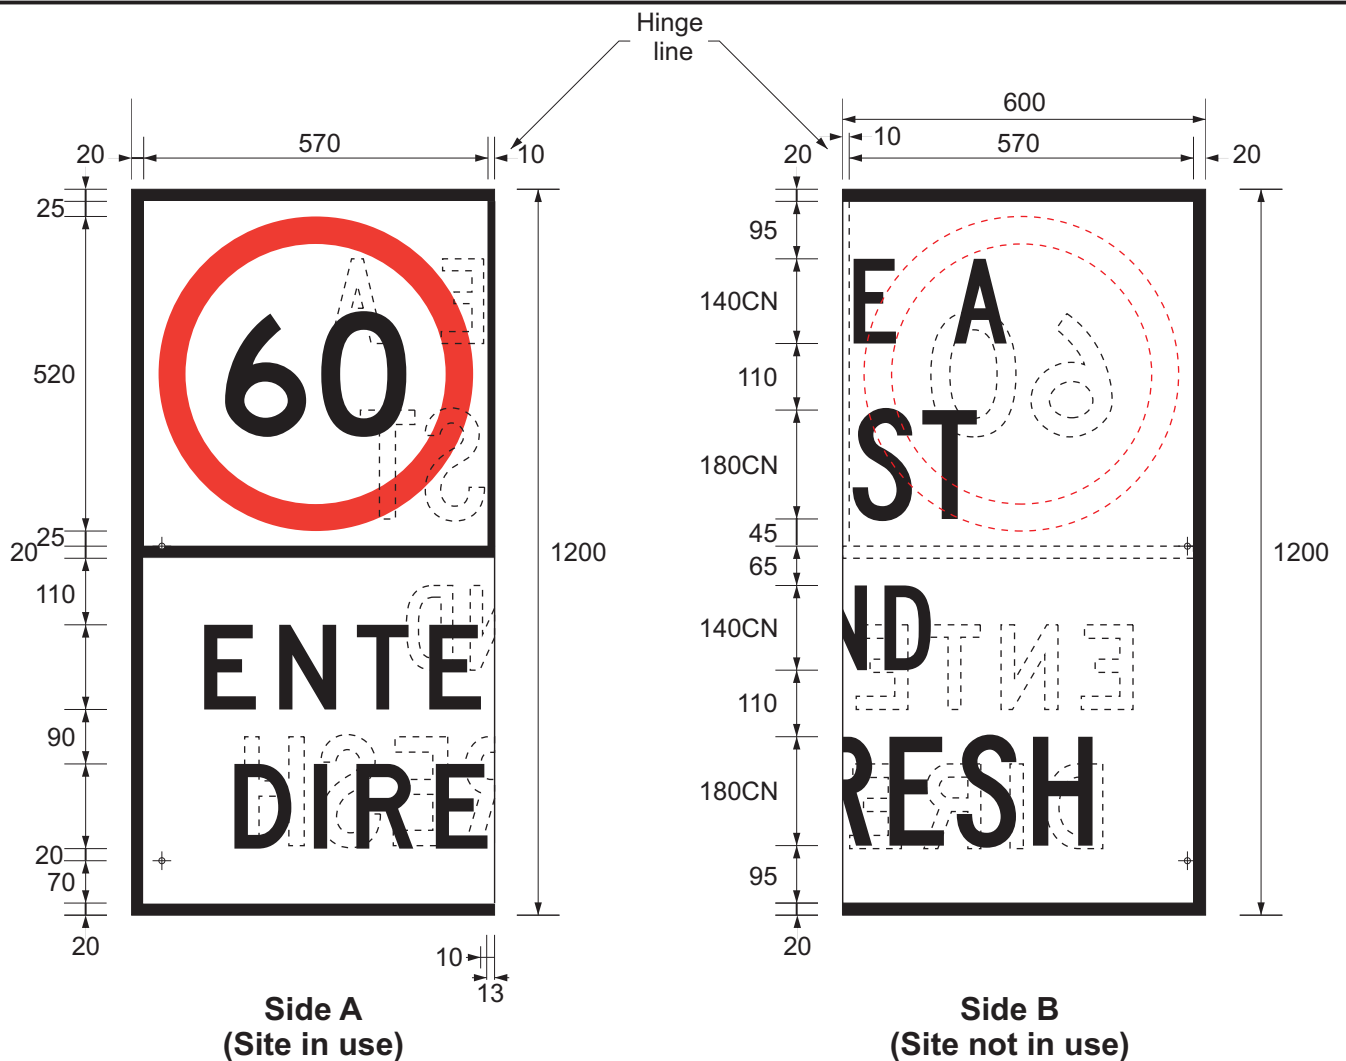 Hinge
line
600
20
570
10
20
10
570
20
25
95
E A
140CN
60
520
110
ST
180CN
25
45
20
1200
1200
65
110
ND
140CN
ENTE
110
90
RESH
180CN
DIRE
20
70
95
20
20
10
13
Side A
(Site in use)
Side B
(Site not in use)